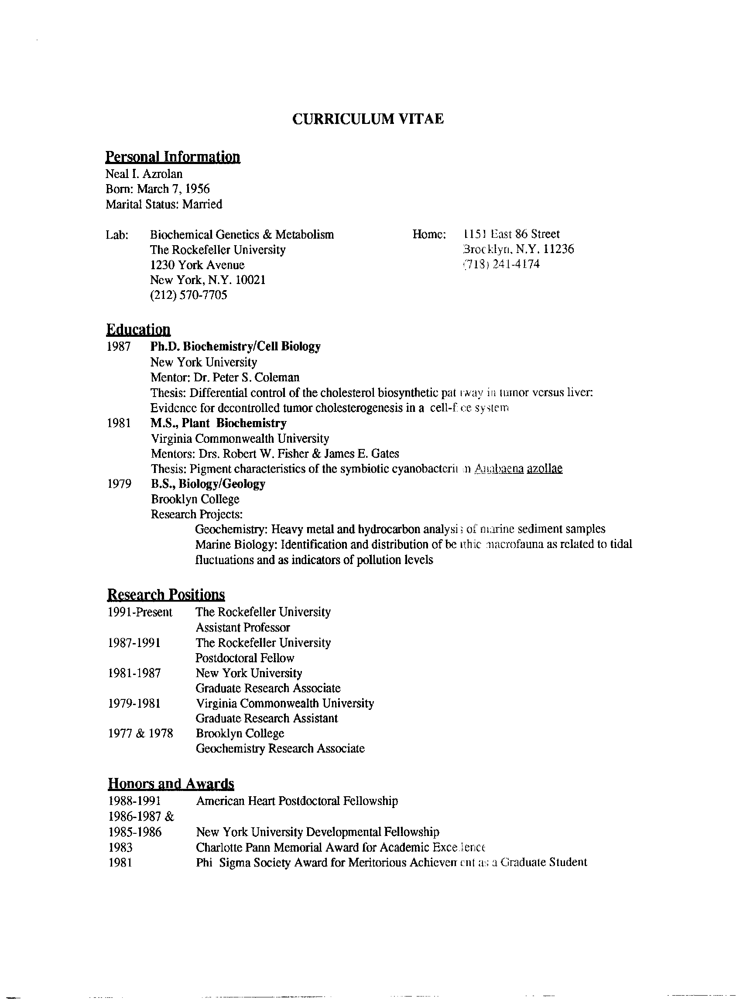 CURRICULUM VITAE
Personal Information
Neal I. Azrolan
Born: March 7, 1956
Marital Status: Married
Lab: Biochemical Genetics & Metabolism Home: 1151 East 86 Street
The Rockefeller University Brooklyn, N.Y. 11236
1230 York Avenue (718) 241-4174
New York, N.Y. 10021
(212) 570-7705
Education
1987 Ph.D. Biochemistry/Cell Biology
New York University
Mentor: Dr. Peter S. Coleman
Thesis: Differential control of the cholesterol biosynthetic pathway in tumor versus liver:
Evidence for decontrolled tumor cholesterogenesis in a cell-free system
1981 M.S., Plant Biochemistry
Virginia Commonwealth University
Mentors: Drs. Robert W. Fisher & James E. Gates
Thesis: Pigment characteristics of the symbiotic cyanobacteriun Anabaena azollae
1979 B.S., Biology/Geology
Brooklyn College
Research Projects:
Geochemistry: Heavy metal and hydrocarbon analysis of marine sediment samples
Marine Biology: Identification and distribution of benthic macrofauna as related to tidal
fluctuations and as indicators of pollution levels
Research Positions
1991-Present The Rockefeller University
Assistant Professor
1987-1991 The Rockefeller University
Postdoctoral Fellow
1981-1987 New York University
Graduate Research Associate
1979-1981 Virginia Commonwealth University
Graduate Research Assistant
1977 & 1978 Brooklyn College
Geochemistry Research Associate
Honors and Awards
1988-1991 American Heart Postdoctoral Fellowship
1986-1987 &
1985-1986 New York University Developmental Fellowship
1983 Charlotte Pann Memorial Award for Academic Excellence
1981 Phi Sigma Society Award for Meritorious Achievement as a Graduate Student